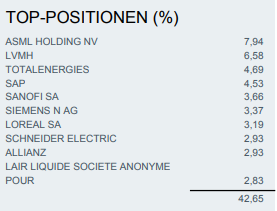 TOP-POSITIONEN (%)
ASML HOLDING NV 7,94
LVMH 6,58
TOTALENERGIES 4,69
SAP 4,53
SANOFI SA 3,66
SIEMENS N AG 3,37
LOREAL SA 3,19
SCHNEIDER ELECTRIC 2,93
ALLIANZ 2,93
LAIR LIQUIDE SOCIETE ANONYME
POUR 2,83
42,65